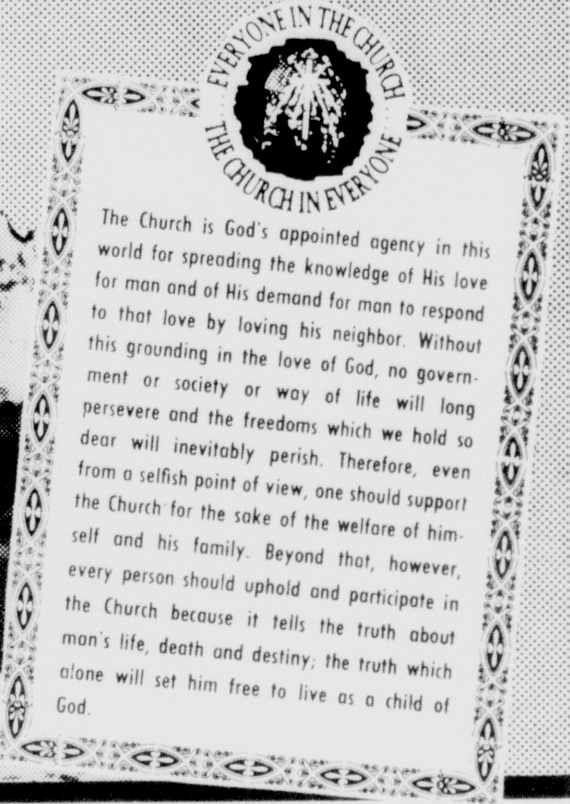 EVERYONE IN THE CHURCH
THE CHURCH IN EVERYONE
The Church is God's appointed agency in this
world for spreading the knowledge of His love
for man and of His demand for man to respond
to that love by loving his neighbor. Without
this grounding in the love of God, no govern-
ment or society or way of life will long
persevere and the freedoms which we hold so
dear will inevitably perish. Therefore, even
from a selfish point of view, one should support
the Church for the sake of the welfare of him-
self and his family. Beyond that, however,
every person should uphold and participate in
the Church because it tells the truth about
man's life, death and destiny; the truth which
alone will set him free to live as a child of
God.